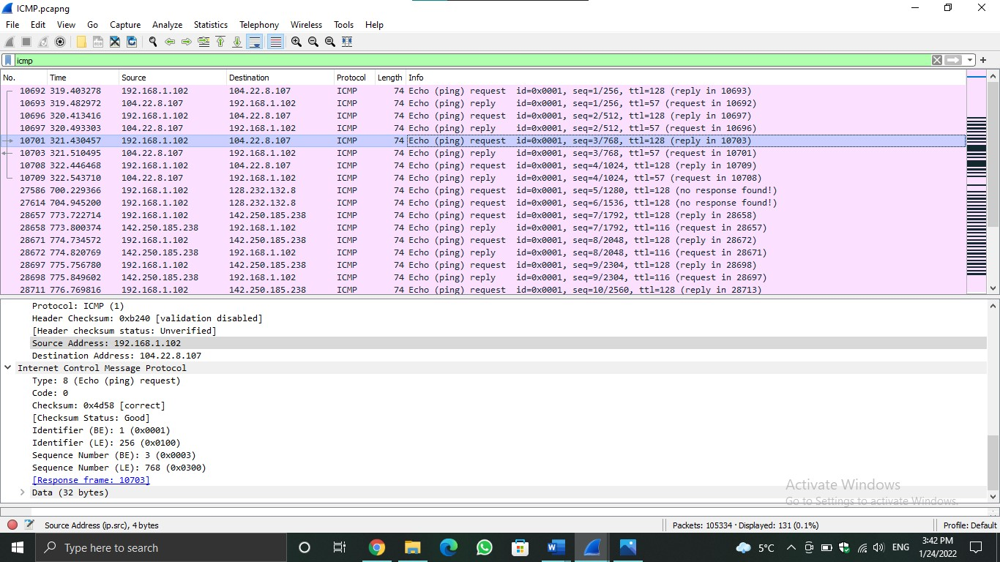 ICMP.pcapng
File Edit View Go Capture Analyze Statistics Telephony Wireless Tools Help
icmp
No. Time Source Destination Protocol Length Info
10692 319.403278 192.168.1.102 104.22.8.107 ICMP 74 Echo (ping) request id=0x0001, seq=1/256, ttl=128 (reply in 10693)
10693 319.482972 104.22.8.107 192.168.1.102 ICMP 74 Echo (ping) reply id=0x0001, seq=1/256, ttl=57 (request in 10692)
10696 320.413416 192.168.1.102 104.22.8.107 ICMP 74 Echo (ping) request id=0x0001, seq=2/512, ttl=128 (reply in 10697)
10697 320.493303 104.22.8.107 192.168.1.102 ICMP 74 Echo (ping) reply id=0x0001, seq=2/512, ttl=57 (request in 10696)
10701 321.430457 192.168.1.102 104.22.8.107 ICMP 74 Echo (ping) request id=0x0001, seq=3/768, ttl=128 (reply in 10703)
10703 321.510495 104.22.8.107 192.168.1.102 ICMP 74 Echo (ping) reply id=0x0001, seq=3/768, ttl=57 (request in 10701)
10708 322.446468 192.168.1.102 104.22.8.107 ICMP 74 Echo (ping) request id=0x0001, seq=4/1024, ttl=128 (reply in 10709)
10709 322.543710 104.22.8.107 192.168.1.102 ICMP 74 Echo (ping) reply id=0x0001, seq=4/1024, ttl=57 (request in 10708)
27586 700.229366 192.168.1.102 128.232.132.8 ICMP 74 Echo (ping) request id=0x0001, seq=5/1280, ttl=128 (no response found!)
27614 704.945200 192.168.1.102 128.232.132.8 ICMP 74 Echo (ping) request id=0x0001, seq=6/1536, ttl=128 (no response found!)
28657 773.722714 192.168.1.102 142.250.185.238 ICMP 74 Echo (ping) request id=0x0001, seq=7/1792, ttl=128 (reply in 28658)
28658 773.800374 142.250.185.238 192.168.1.102 ICMP 74 Echo (ping) reply id=0x0001, seq=7/1792, ttl=116 (request in 28657)
28671 774.734572 192.168.1.102 142.250.185.238 ICMP 74 Echo (ping) request id=0x0001, seq=8/2048, ttl=128 (reply in 28672)
28672 774.820769 142.250.185.238 192.168.1.102 ICMP 74 Echo (ping) reply id=0x0001, seq=8/2048, ttl=116 (request in 28671)
28697 775.756780 192.168.1.102 142.250.185.238 ICMP 74 Echo (ping) request id=0x0001, seq=9/2304, ttl=128 (reply in 28698)
28698 775.849602 142.250.185.238 192.168.1.102 ICMP 74 Echo (ping) reply id=0x0001, seq=9/2304, ttl=116 (request in 28697)
28711 776.769816 192.168.1.102 142.250.185.238 ICMP 74 Echo (ping) request id=0x0001, seq=10/2560, ttl=128 (reply in 28713)
Protocol: ICMP (1)
Header Checksum: 0xb240 [validation disabled]
[Header checksum status: Unverified]
Source Address: 192.168.1.102
Destination Address: 104.22.8.107
Internet Control Message Protocol
Type: 8 (Echo (ping) request)
Code: 0
Checksum: 0x4d58 [correct]
[Checksum Status: Good]
Identifier (BE): 1 (0x0001)
Identifier (LE): 256 (0x0100)
Sequence Number (BE): 3 (0x0003)
Sequence Number (LE): 768 (0x0300)
[Response frame: 10703]
Data (32 bytes)
Activate Windows
Go to Settings to activate Windows.
Source Address (ip.src), 4 bytes Packets: 105334 · Displayed: 131 (0.1%) Profile: Default
Type here to search 5°C ENG 3:42 PM
1/24/2022